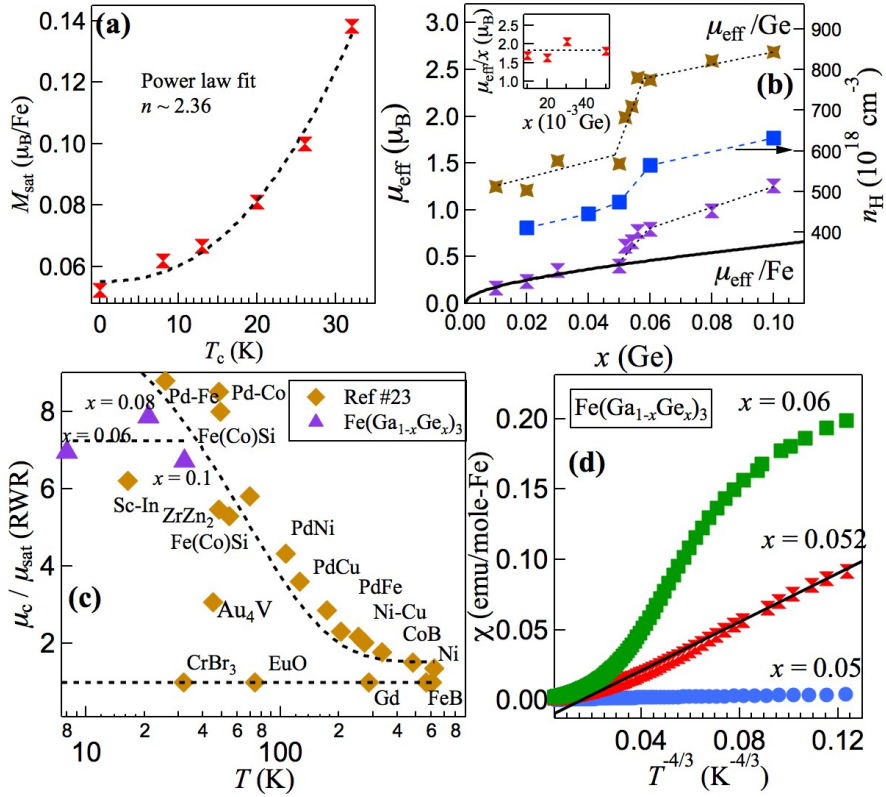 (a)
Power law fit
n ~ 2.36
M_sat (μ_B/Fe)
0.14
0.12
0.10
0.08
0.06
0
10
20
30
T_c (K)
(b)
μ_eff/Ge
μ_eff/Fe
μ_eff (μ_B)
3.0
2.5
2.0
1.5
1.0
0.5
0.0
0.00
0.02
0.04
0.06
0.08
0.10
x (Ge)
n_H (10^18 cm^-3)
900
800
700
600
500
400
μ_eff/x (μ_B)
2.5
2.0
1.5
1.0
20
40
x (10^-3 Ge)
(c)
μ_c / μ_sat (RWR)
8
6
4
2
Ref #23
Fe(Ga_1-xGe_x)_3
x = 0.08
x = 0.06
x = 0.1
Pd-Fe
Pd-Co
Fe(Co)Si
Sc-In
ZrZn_2
Fe(Co)Si
PdNi
PdCu
PdFe
Ni-Cu
CoB
Ni
Au_4V
CrBr_3
EuO
Gd
FeB
8
10
2
4
6
8
100
2
4
6
8
T (K)
(d)
Fe(Ga_1-xGe_x)_3
x = 0.06
x = 0.052
x = 0.05
χ (emu/mole-Fe)
0.20
0.15
0.10
0.05
0.00
0.04
0.08
0.12
T^-4/3 (K^-4/3)